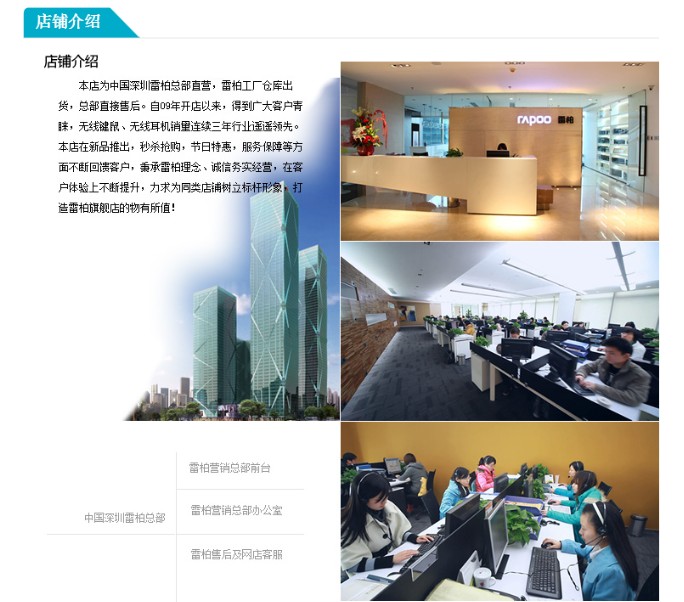 店铺介绍
店铺介绍
本店为中国深圳雷柏总部直营，雷柏工厂仓库出
货，总部直接售后。自09年开店以来，得到广大客户青
睐，无线键鼠、无线耳机销量连续三年行业遥遥领先。
本店在新品推出，秒杀抢购，节日特惠，服务保障等方
面不断回馈客户，秉承雷柏理念、诚信务实经营，在客
户体验上不断提升，力求为同类店铺树立标杆形象，打
造雷柏旗舰店的物有所值！
rapoo 雷柏
雷柏营销总部前台
中国深圳雷柏总部
雷柏营销总部办公室
雷柏售后及网店客服